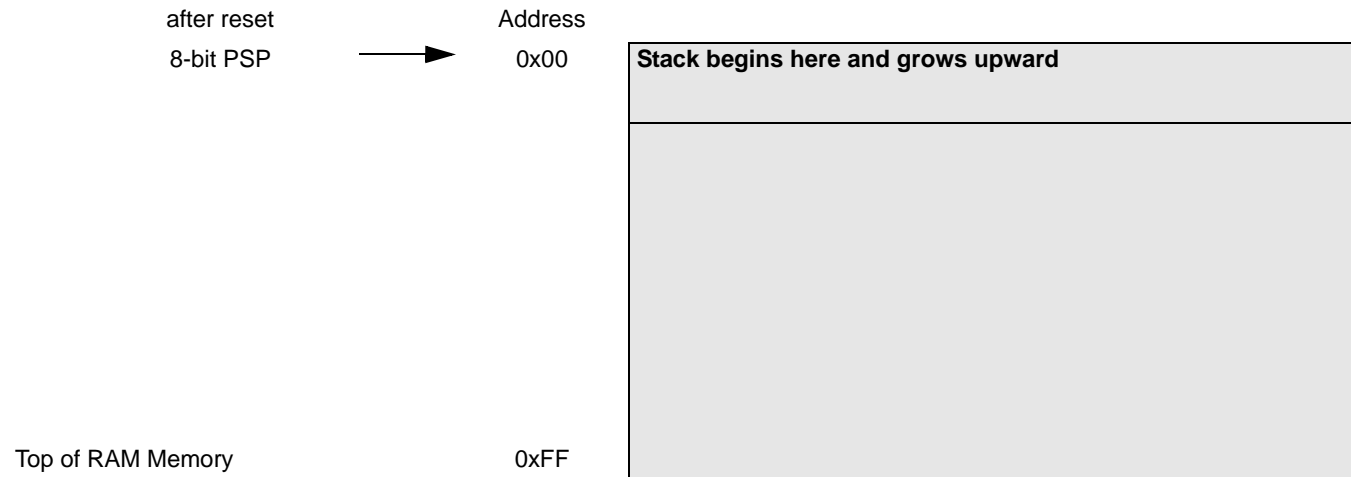 after reset Address
8-bit PSP 0x00 Stack begins here and grows upward
Top of RAM Memory 0xFF